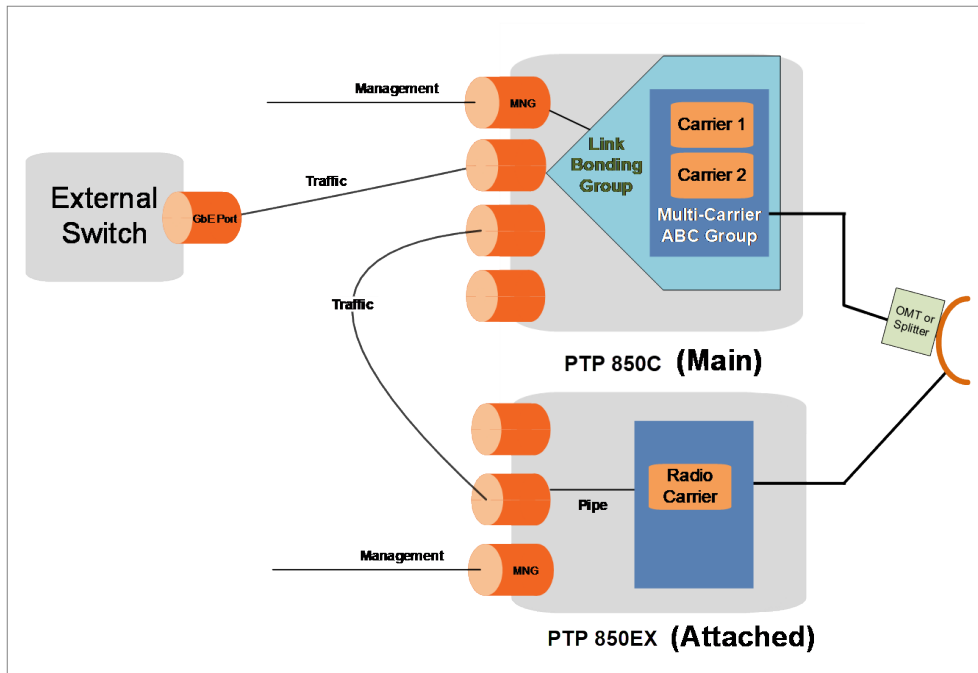 Management
MNG
Link
Bonding
Group
Carrier 1
Carrier 2
Multi-Carrier
ABC Group
Traffic
External
Switch
GbE Port
Traffic
OMT or
Splitter
PTP 850C (Main)
Radio
Carrier
Pipe
Management
MNG
PTP 850EX (Attached)